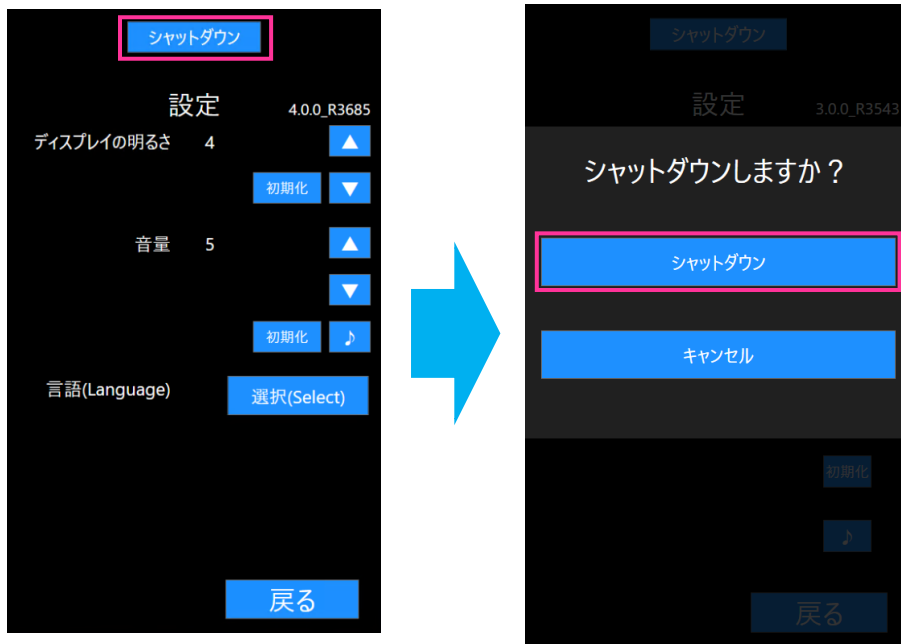 シャットダウン
設定 4.0.0_R3685
ディスプレイの明るさ 4 ▲
初期化 ▼
音量 5 ▲
▼
初期化 ♪
言語(Language) 選択(Select)
戻る
シャットダウン
設定 3.0.0_R3543
シャットダウンしますか？
シャットダウン
キャンセル
初期化
♪
戻る